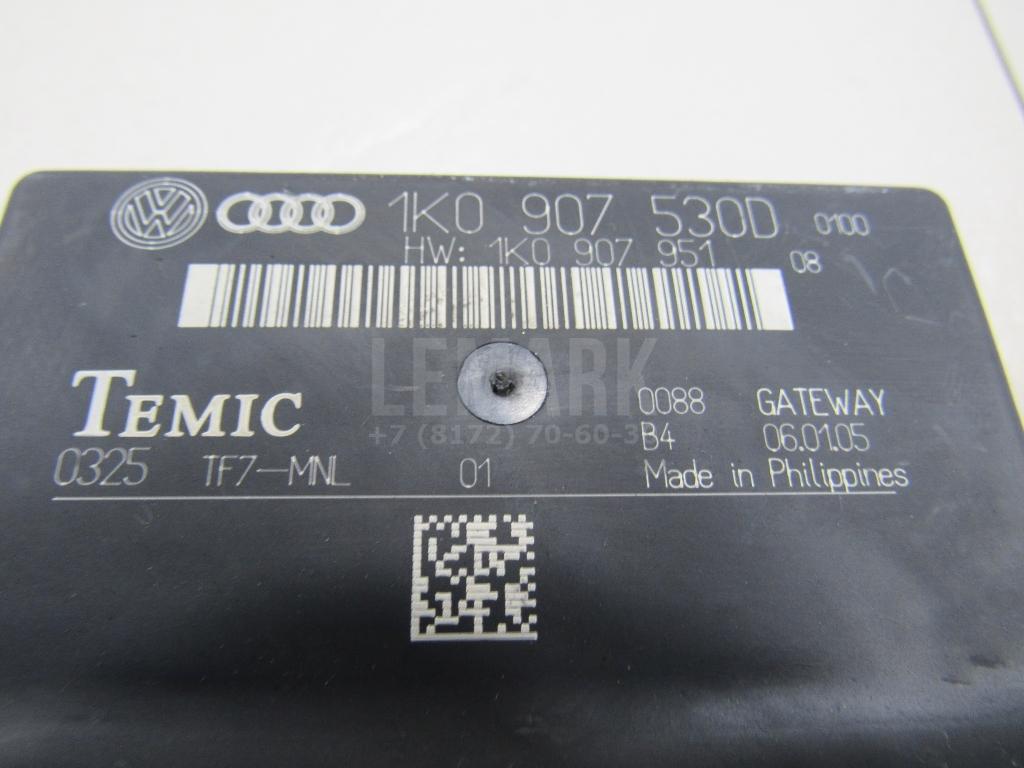 1K0 907 530D 0100
HW: 1K0 907 951 08
LEMARK
TEMIC 0088 GATEWAY
+7 (8172) 70-60-3
B4 06.01.05
0325 TF7-MNL 01 Made in Philippines